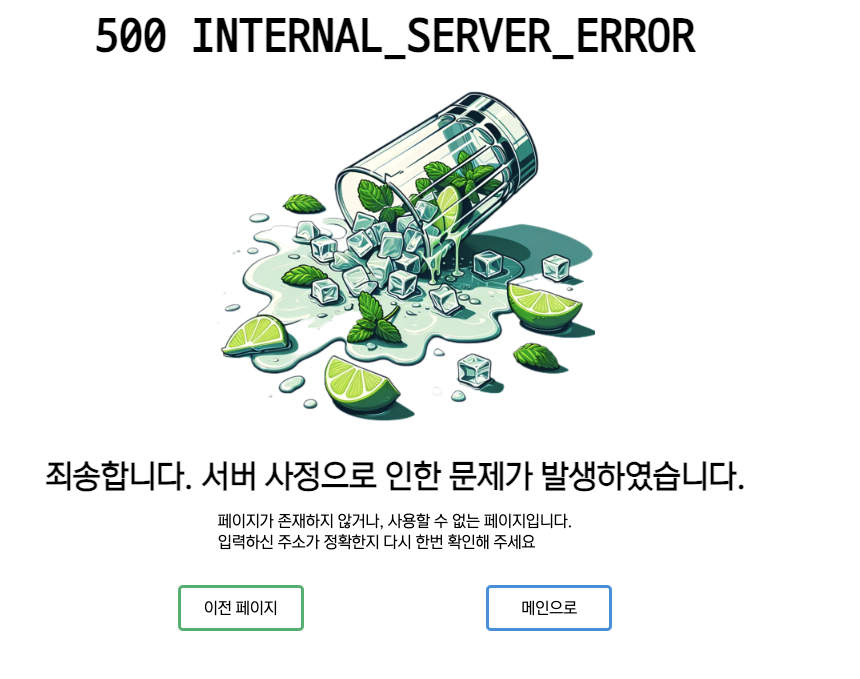 500 INTERNAL_SERVER_ERROR
죄송합니다. 서버 사정으로 인한 문제가 발생하였습니다.
페이지가 존재하지 않거나, 사용할 수 없는 페이지입니다.
입력하신 주소가 정확한지 다시 한번 확인해 주세요
이전 페이지
메인으로